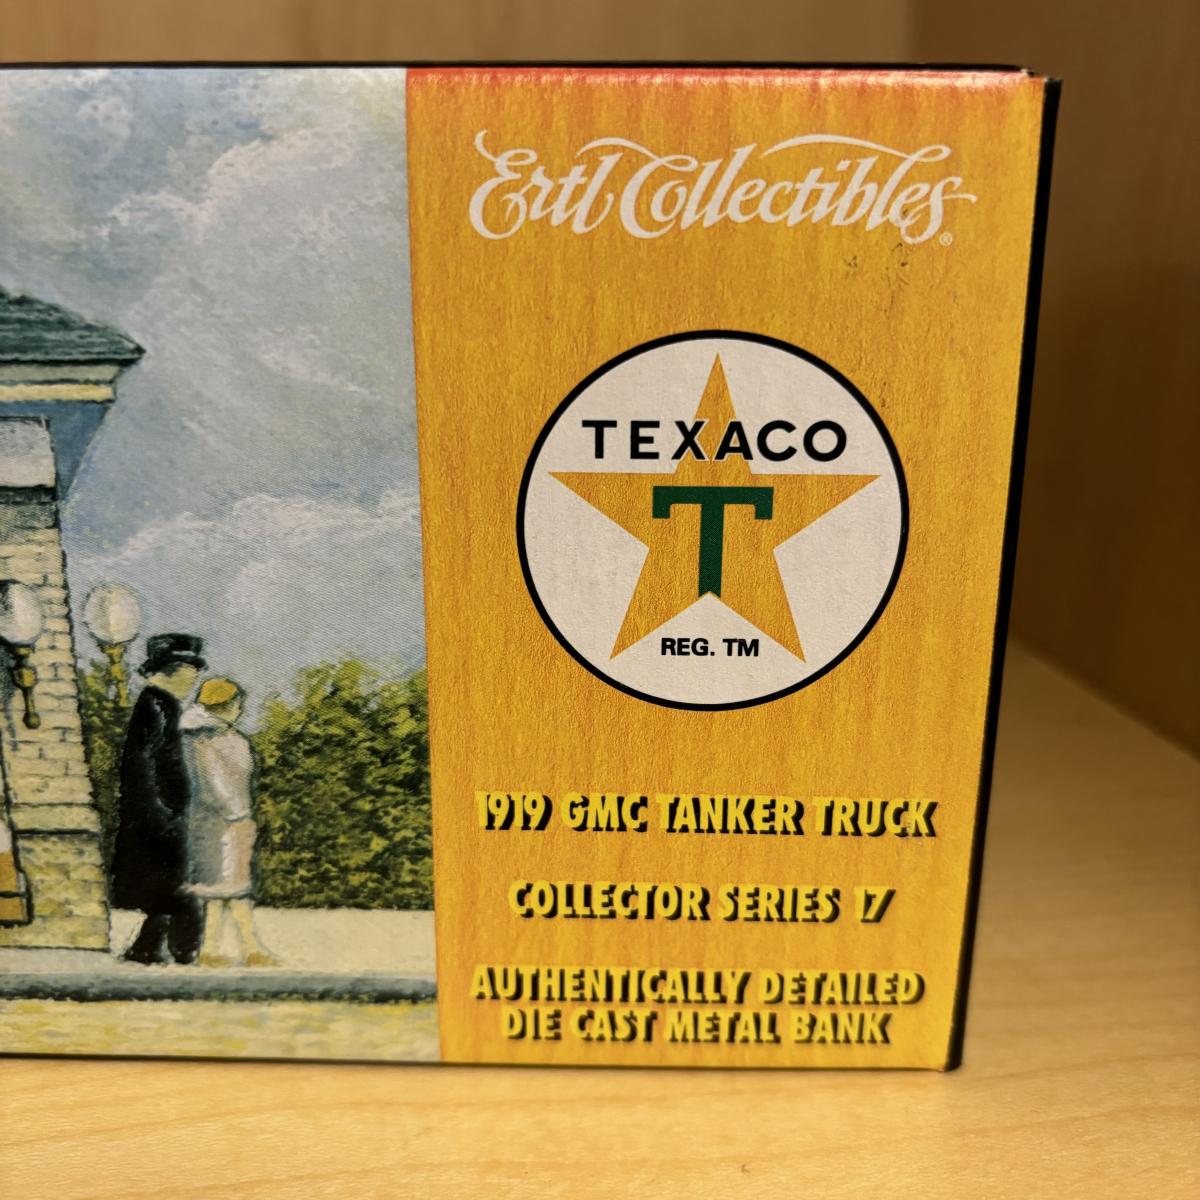 Ertl Collectibles®
TEXACO
T
REG. TM
1919 GMC TANKER TRUCK
COLLECTOR SERIES 17
AUTHENTICALLY DETAILED
DIE CAST METAL BANK